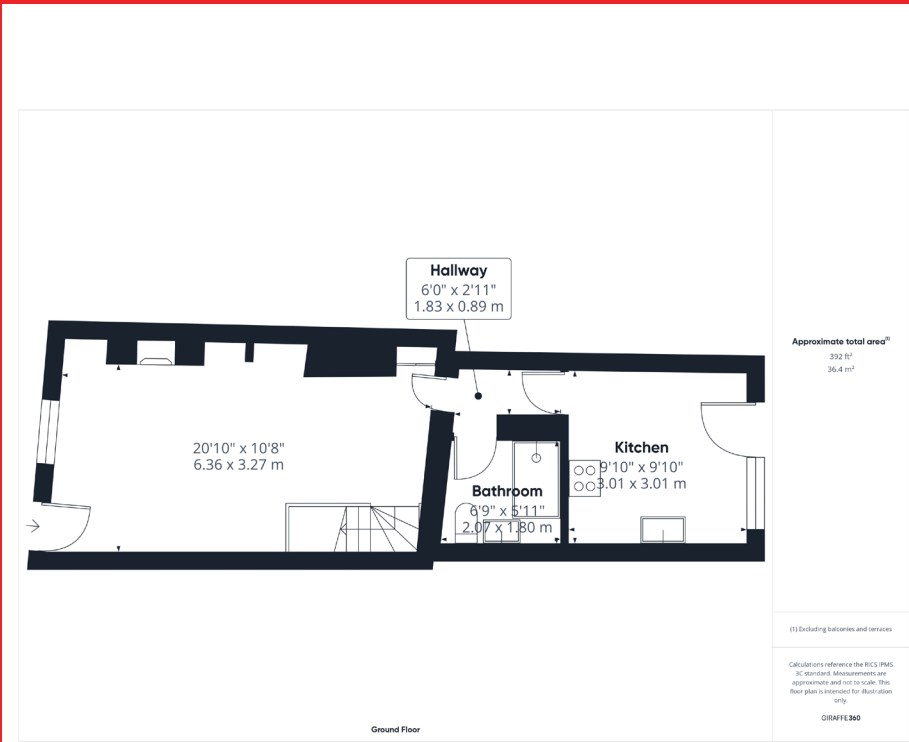 Hallway
6'0" x 2'11"
1.83 x 0.89 m
20'10" x 10'8"
6.36 x 3.27 m
Kitchen
9'10" x 9'10"
3.01 x 3.01 m
Bathroom
6'9" x 5'11"
2.07 x 1.80 m
Ground Floor
Approximate total area(1)
392 ft²
36.4 m²
(1) Excluding balconies and terraces
Calculations reference the RICS IPMS
3C standard. Measurements are
approximate and not to scale. This
floor plan is intended for illustration
only.
GIRAFFE360